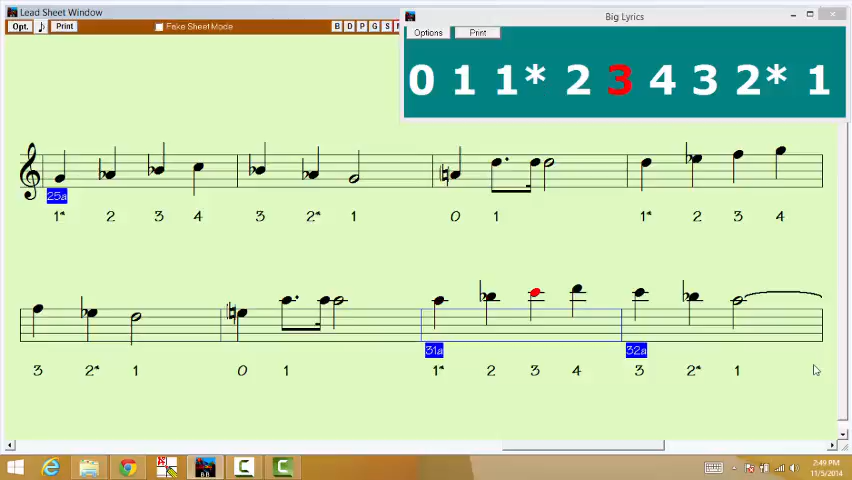 Lead Sheet Window
Opt. Print Fake Sheet Mode B D P G S
Big Lyrics
Options Print
0 1 1* 2 3 4 3 2* 1
25a
1* 2 3 4 3 2* 1 0 1 1* 2 3 4
31a 32a
3 2* 1 0 1 1* 2 3 4 3 2* 1
BB
2:49 PM
11/5/2014